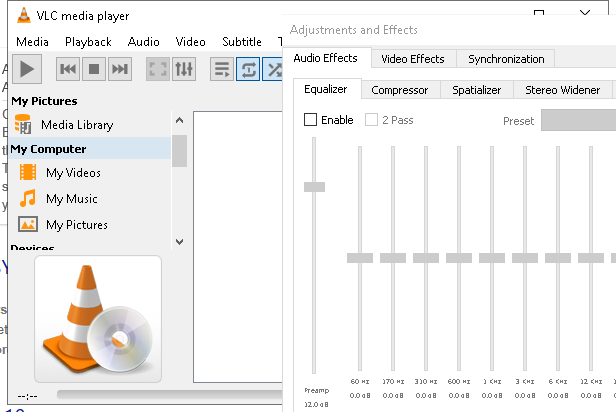 VLC media player
Adjustments and Effects
Media Playback Audio Video Subtitle T
Audio Effects Video Effects Synchronization
Equalizer Compressor Spatializer Stereo Widener
My Pictures
Media Library
Enable 2 Pass Preset
My Computer
My Videos
My Music
My Pictures
Devices
60 Hz 170 Hz 310 Hz 600 Hz 1 KHz 3 KHz 6 KHz 12 KHz
Preamp 0.0 dB 0.0 dB 0.0 dB 0.0 dB 0.0 dB 0.0 dB 0.0 dB 0.0
12.0 dB
--:--